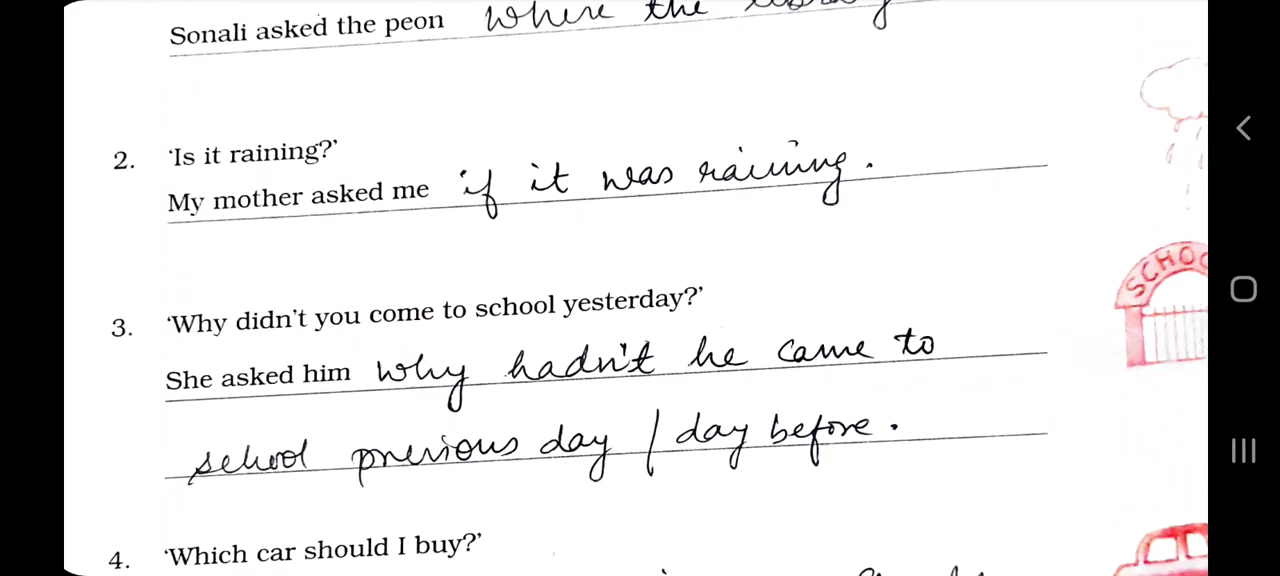 Sonali asked the peon where the
2. 'Is it raining?'
My mother asked me if it was raining.
SCHOO
3. 'Why didn't you come to school yesterday?'
She asked him why hadn't he came to
school previous day / day before.
4. 'Which car should I buy?'